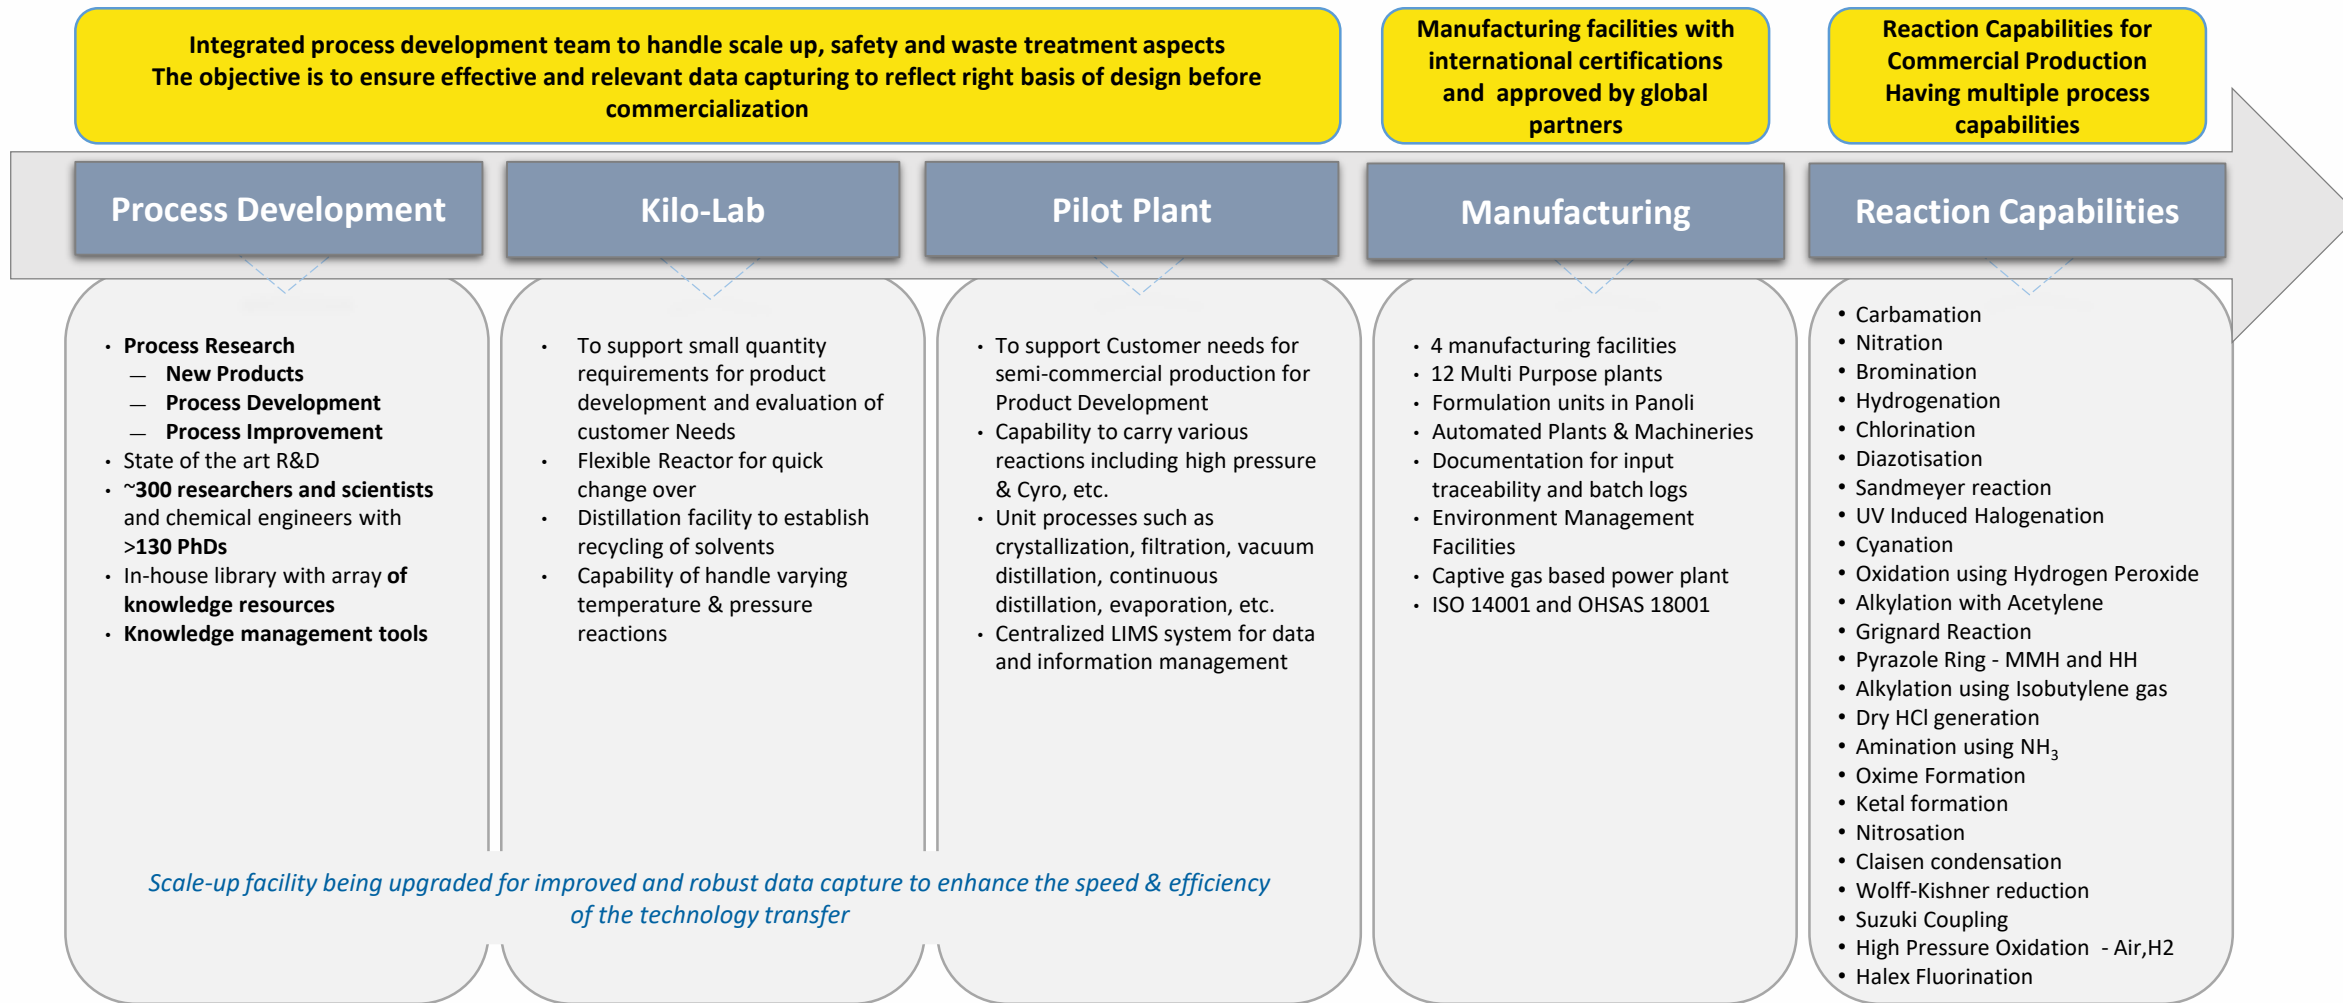 Integrated process development team to handle scale up, safety and waste treatment aspects
The objective is to ensure effective and relevant data capturing to reflect right basis of design before
commercialization
Manufacturing facilities with
international certifications
and approved by global
partners
Reaction Capabilities for
Commercial Production
Having multiple process
capabilities
Process Development
Kilo-Lab
Pilot Plant
Manufacturing
Reaction Capabilities
• Process Research
— New Products
— Process Development
— Process Improvement
• State of the art R&D
• ~300 researchers and scientists
and chemical engineers with
>130 PhDs
• In-house library with array of
knowledge resources
• Knowledge management tools
• To support small quantity
requirements for product
development and evaluation of
customer Needs
• Flexible Reactor for quick
change over
• Distillation facility to establish
recycling of solvents
• Capability of handle varying
temperature & pressure
reactions
• To support Customer needs for
semi-commercial production for
Product Development
• Capability to carry various
reactions including high pressure
& Cyro, etc.
• Unit processes such as
crystallization, filtration, vacuum
distillation, continuous
distillation, evaporation, etc.
• Centralized LIMS system for data
and information management
• 4 manufacturing facilities
• 12 Multi Purpose plants
• Formulation units in Panoli
• Automated Plants & Machineries
• Documentation for input
traceability and batch logs
• Environment Management
Facilities
• Captive gas based power plant
• ISO 14001 and OHSAS 18001
• Carbamation
• Nitration
• Bromination
• Hydrogenation
• Chlorination
• Diazotisation
• Sandmeyer reaction
• UV Induced Halogenation
• Cyanation
• Oxidation using Hydrogen Peroxide
• Alkylation with Acetylene
• Grignard Reaction
• Pyrazole Ring - MMH and HH
• Alkylation using Isobutylene gas
• Dry HCl generation
• Amination using NH₃
• Oxime Formation
• Ketal formation
• Nitrosation
• Claisen condensation
• Wolff-Kishner reduction
• Suzuki Coupling
• High Pressure Oxidation - Air,H2
• Halex Fluorination
Scale-up facility being upgraded for improved and robust data capture to enhance the speed & efficiency
of the technology transfer